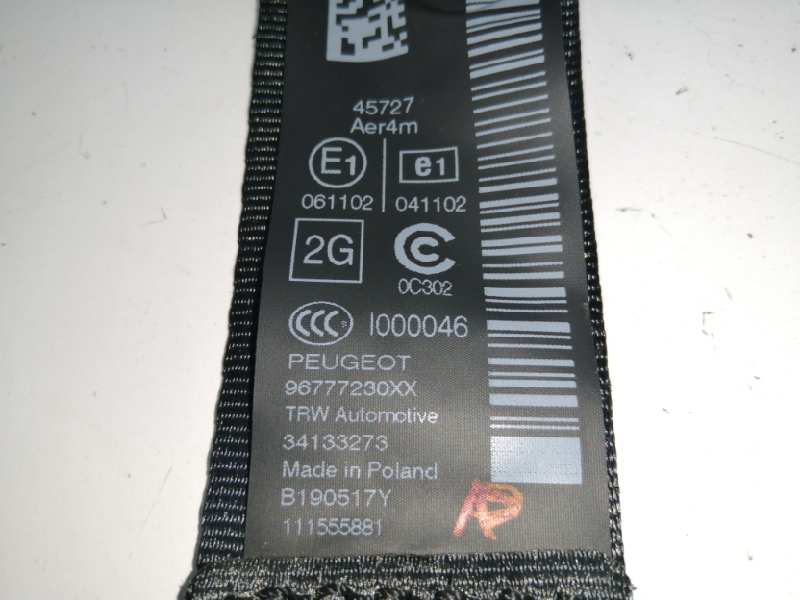 45727
Aer4m
E1 e1
061102 041102
2G C
0C302
CCC S I000046
PEUGEOT
96777230XX
TRW Automotive
34133273
Made in Poland
B190517Y
111555881